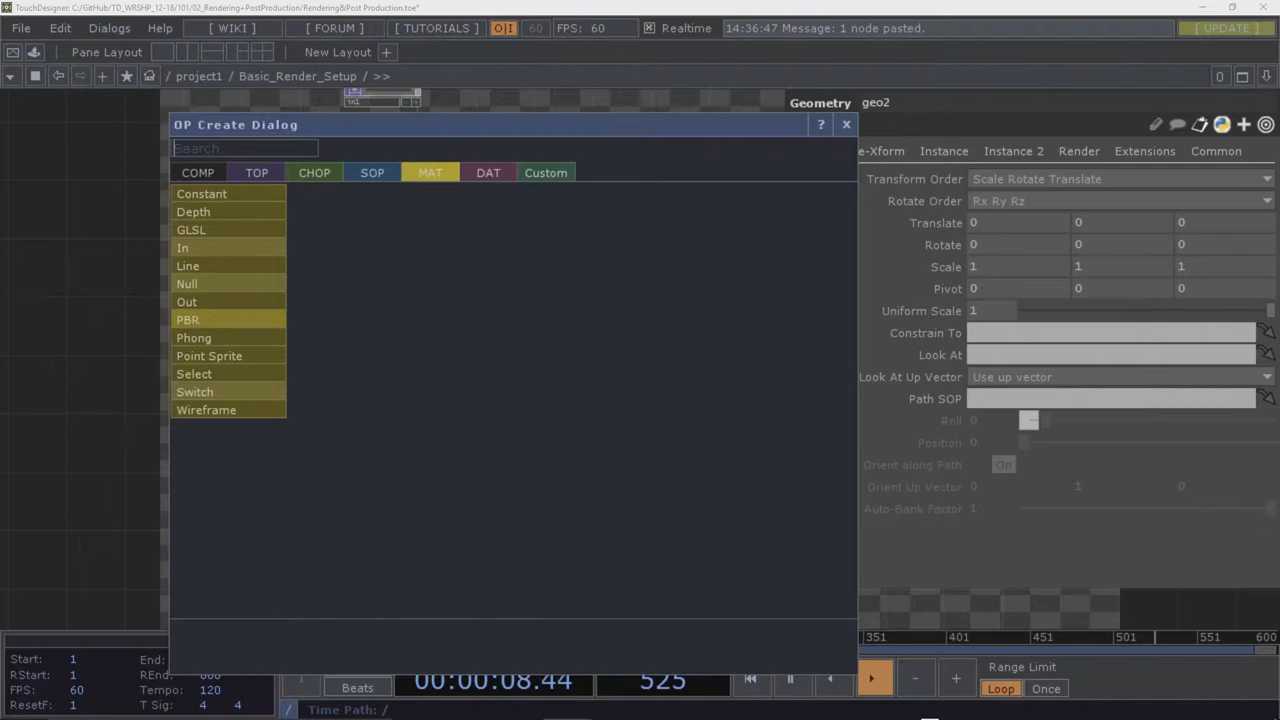 TouchDesigner: C:/GitHub/TD_WRSHP_12-18/101/02_Rendering+PostProduction/Rendering&Post Production.toe*
File Edit Dialogs [ WIKI ] [ FORUM ] [ TUTORIALS ] O|I 60 FPS: 60 Realtime 14:36:47 Message: 1 node pasted. [ UPDATE ]
Pane Layout New Layout +
/ project1 / Basic_Render_Setup / >> 0
in1
Geometry geo2
OP Create Dialog ? x
Search
e-Xform Instance Instance 2 Render Extensions Common
COMP TOP CHOP SOP MAT DAT Custom
Transform Order Scale Rotate Translate
Constant
Rotate Order Rx Ry Rz
Depth
Translate 0 0 0
GLSL
Rotate 0 0 0
In
Line
Scale 1 1 1
Null
Pivot 0 0 0
Out
Uniform Scale 1
PBR
Constrain To
Phong
Look At
Point Sprite
Select
Look At Up Vector Use up vector
Switch
Path SOP
Wireframe
Roll 0
Position 0
Orient along Path On
Orient Up Vector 0 1 0
Auto-Bank Factor 1
351 401 451 501 551 600
Start: 1 End:
RStart: 1 REnd: 600
FPS: 60 Tempo: 120
ResetF: 1 T Sig: 4 4
Beats 00:00:08.44 525 - +
Range Limit
Loop Once
/ Time Path: /